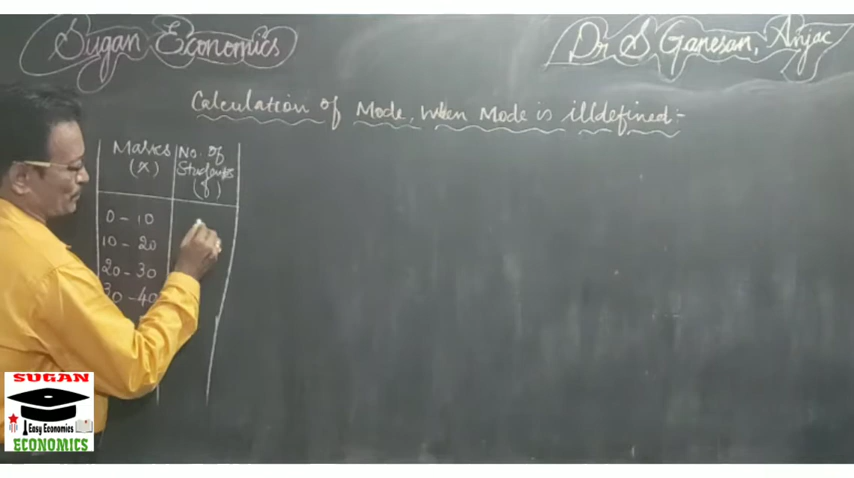 Sugan Economics
Dr S Ganesan, Anjac
Calculation of Mode, When Mode is illdefined :-
Marks
(x)
No. of
Students
(f)
0 - 10
10 - 20
20 - 30
30 - 40
SUGAN
Easy Economics
ECONOMICS